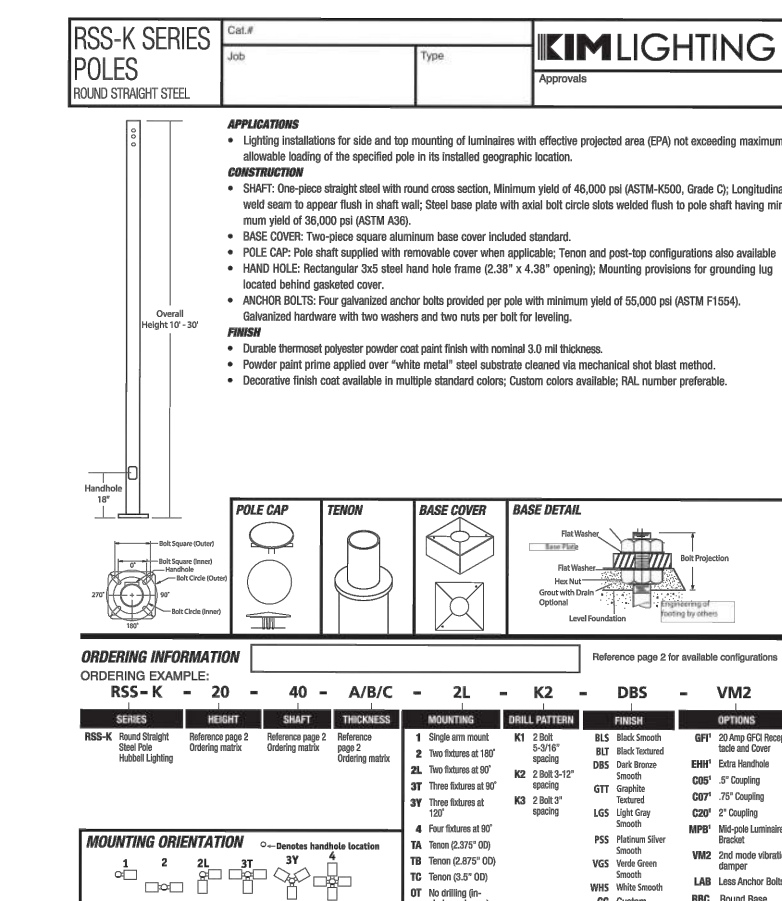 RSS-K SERIES
POLES
ROUND STRAIGHT STEEL
Cat.#
Job
Type
KIM LIGHTING
Approvals
APPLICATIONS
• Lighting installations for side and top mounting of luminaires with effective projected area (EPA) not exceeding maximum
allowable loading of the specified pole in its installed geographic location.
CONSTRUCTION
• SHAFT: One-piece straight steel with round cross section, Minimum yield of 46,000 psi (ASTM-K500, Grade C); Longitudina
weld seam to appear flush in shaft wall; Steel base plate with axial bolt circle slots welded flush to pole shaft having min
mum yield of 36,000 psi (ASTM A36).
• BASE COVER: Two-piece square aluminum base cover included standard.
• POLE CAP: Pole shaft supplied with removable cover when applicable; Tenon and post-top configurations also available
• HAND HOLE: Rectangular 3x5 steel hand hole frame (2.38" x 4.38" opening); Mounting provisions for grounding lug
located behind gasketed cover.
• ANCHOR BOLTS: Four galvanized anchor bolts provided per pole with minimum yield of 55,000 psi (ASTM F1554).
Galvanized hardware with two washers and two nuts per bolt for leveling.
FINISH
• Durable thermoset polyester powder coat paint finish with nominal 3.0 mil thickness.
• Powder paint prime applied over "white metal" steel substrate cleaned via mechanical shot blast method.
• Decorative finish coat available in multiple standard colors; Custom colors available; RAL number preferable.
Overall
Height 10' - 30'
Handhole
18"
Bolt Square (Outer)
Bolt Square (Inner)
0°
Handhole
Bolt Circle (Outer)
270°
90°
Bolt Circle (Inner)
180°
POLE CAP
TENON
BASE COVER
BASE DETAIL
Flat Washer
Base Plate
Bolt Projection
Flat Washer
Hex Nut
Grout with Drain
Optional
Engineering of
footing by others
Level Foundation
ORDERING INFORMATION
Reference page 2 for available configurations
ORDERING EXAMPLE:
RSS-K - 20 - 40 - A/B/C - 2L - K2 - DBS - VM2
SERIES
RSS-K Round Straight
Steel Pole
Hubbell Lighting
HEIGHT
Reference page 2
Ordering matrix
SHAFT
Reference page 2
Ordering matrix
THICKNESS
Reference
page 2
Ordering matrix
MOUNTING
1 Single arm mount
2 Two fixtures at 180°
2L Two fixtures at 90°
3T Three fixtures at 90°
3Y Three fixtures at
120°
4 Four fixtures at 90°
TA Tenon (2.375" OD)
TB Tenon (2.875" OD)
TC Tenon (3.5" OD)
OT No drilling (in-
DRILL PATTERN
K1 2 Bolt
5-3/16"
spacing
K2 2 Bolt 3-12"
spacing
K3 2 Bolt 3"
spacing
FINISH
BLS Black Smooth
BLT Black Textured
DBS Dark Bronze
Smooth
GTT Graphite
Textured
LGS Light Gray
Smooth
PSS Platinum Silver
Smooth
VGS Verde Green
Smooth
WHS White Smooth
CC Custom
OPTIONS
GFI¹ 20 Amp GFCI Recep
tacle and Cover
EHH¹ Extra Handhole
C05¹ .5" Coupling
C07¹ .75" Coupling
C20¹ 2" Coupling
MPB¹ Mid-pole Luminaire
Bracket
VM2 2nd mode vibrati
damper
LAB Less Anchor Bolts
RBC Round Base
MOUNTING ORIENTATION
Denotes handhole location
1 2 2L 3T 3Y 4